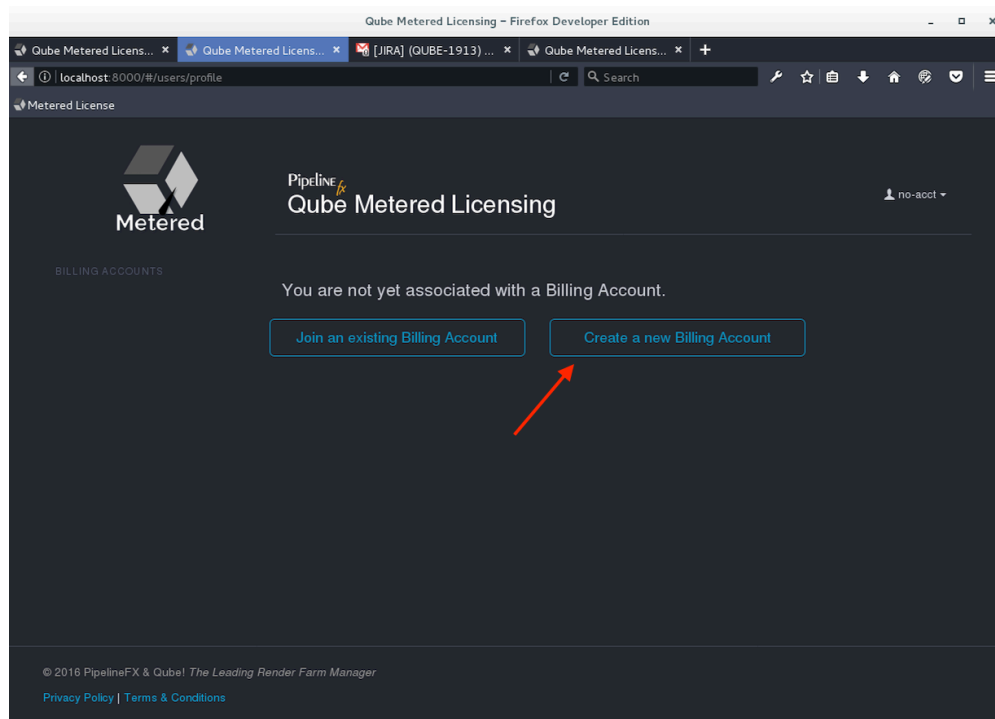 Qube Metered Licensing - Firefox Developer Edition
Qube Metered Licens... × Qube Metered Licens... × [JIRA] (QUBE-1913) ... × Qube Metered Licens... × +
localhost:8000/#/users/profile Search
Metered License
Metered
Pipeline fx
Qube Metered Licensing
no-acct
BILLING ACCOUNTS
You are not yet associated with a Billing Account.
Join an existing Billing Account Create a new Billing Account
© 2016 PipelineFX & Qube! The Leading Render Farm Manager
Privacy Policy | Terms & Conditions